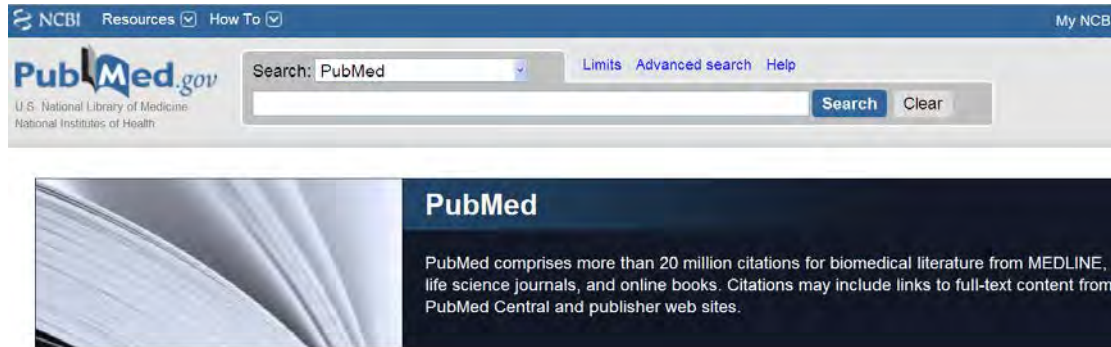 NCBI Resources How To My NCB
PubMed.gov
U.S. National Library of Medicine
National Institutes of Health
Search: PubMed
Limits Advanced search Help
Search Clear
PubMed
PubMed comprises more than 20 million citations for biomedical literature from MEDLINE,
life science journals, and online books. Citations may include links to full-text content from
PubMed Central and publisher web sites.